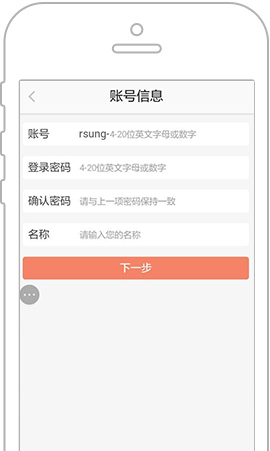 账号信息
账号 rsung-4-20位英文字母或数字
登录密码 4-20位英文字母或数字
确认密码 请与上一项密码保持一致
名称 请输入您的名称
下一步